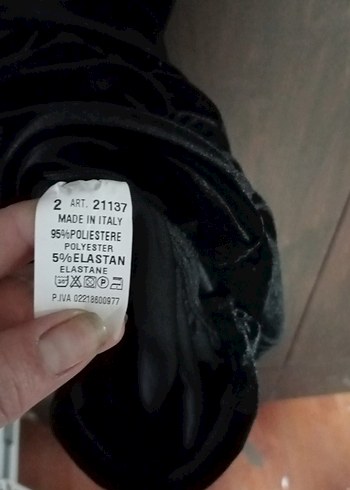 2 ART. 21137
MADE IN ITALY
95%POLIESTERE
POLYESTER
5%ELASTAN
ELASTANE
P.IVA 02218600977